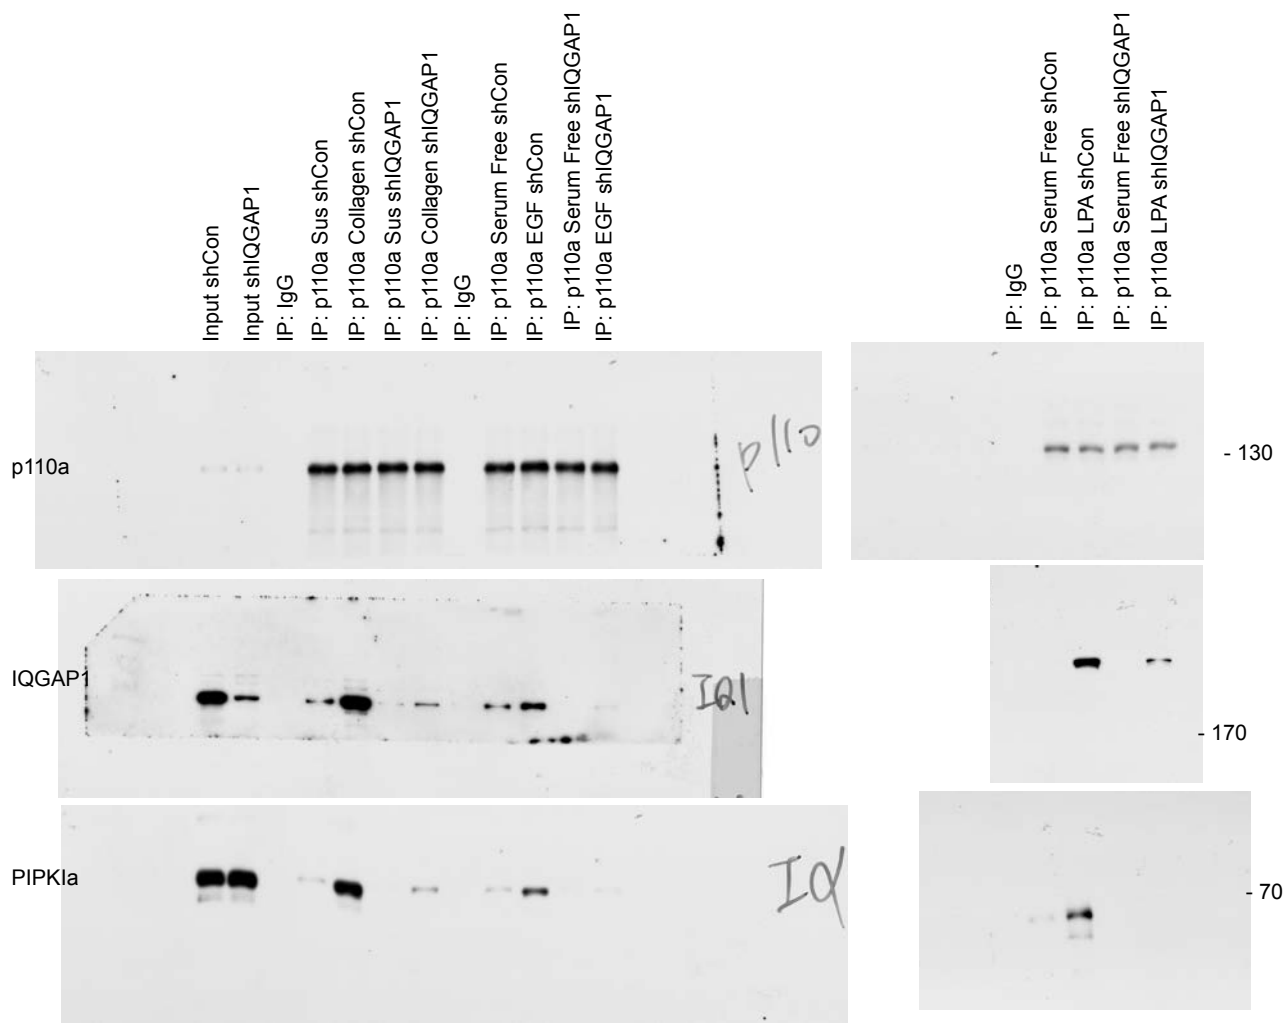 Input shCon
Input shIQGAP1
IP: IgG
IP: p110a Sus shCon
IP: p110a Collagen shCon
IP: p110a Sus shIQGAP1
IP: p110a Collagen shIQGAP1
IP: IgG
IP: p110a Serum Free shCon
IP: p110a EGF shCon
IP: p110a Serum Free shIQGAP1
IP: p110a EGF shIQGAP1
IP: IgG
IP: p110a Serum Free shCon
IP: p110a LPA shCon
IP: p110a Serum Free shIQGAP1
IP: p110a LPA shIQGAP1
p110a
p110
- 130
IQGAP1
IQ1
- 170
PIPKIa
Iα
- 70